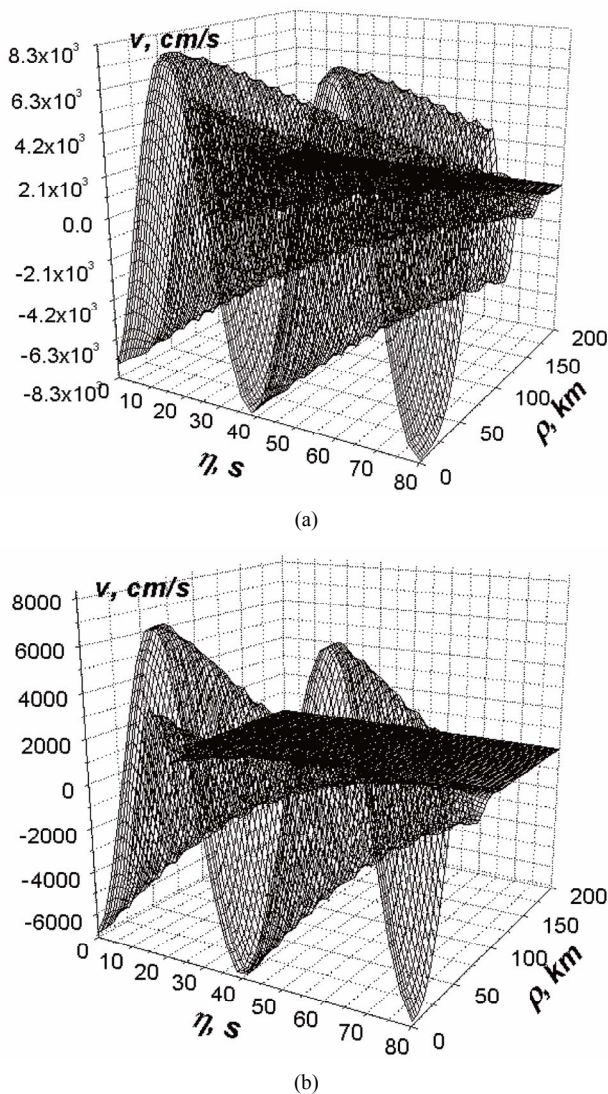 v, cm/s
8.3x10³
6.3x10³
4.2x10³
2.1x10³
0.0
-2.1x10³
-4.2x10³
-6.3x10³
-8.3x10³
0
10
20
30
40
50
60
70
80
η, s
0
50
100
150
200
ρ, km
(a)
v, cm/s
8000
6000
4000
2000
0
-2000
-4000
-6000
0
10
20
30
40
50
60
70
80
η, s
0
50
100
150
200
ρ, km
(b)